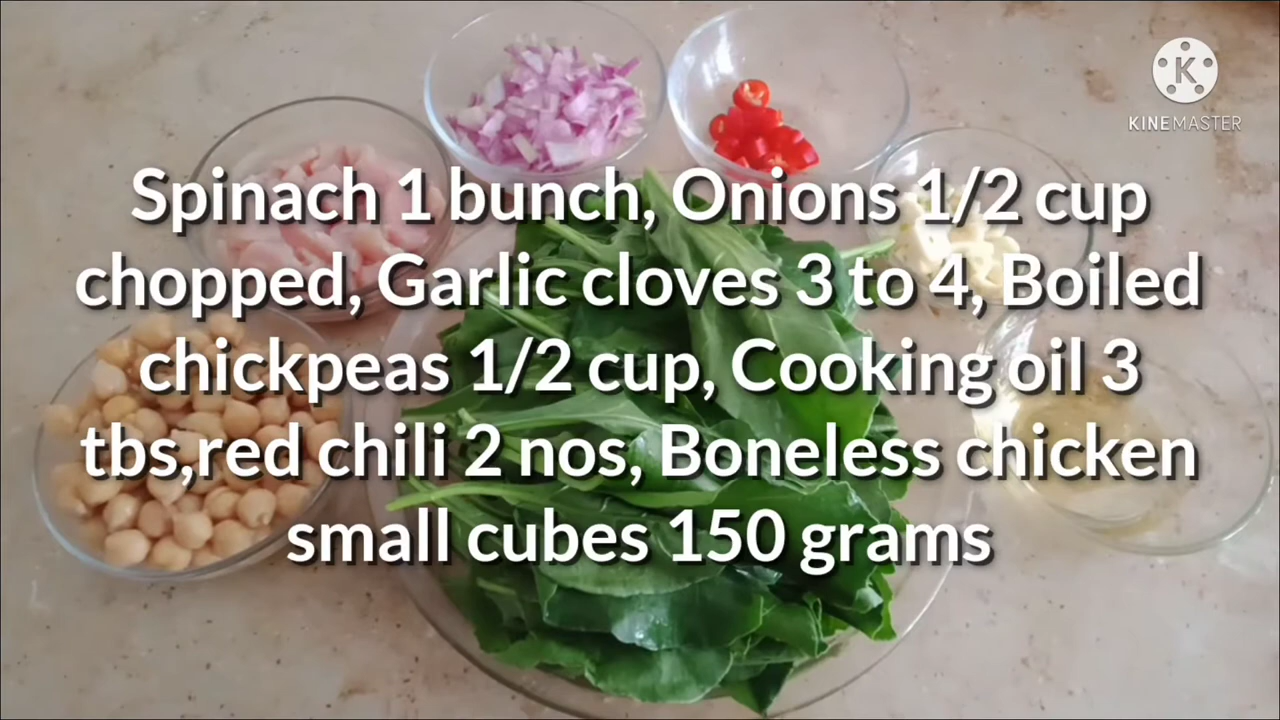 KINEMASTER
Spinach 1 bunch, Onions 1/2 cup
chopped, Garlic cloves 3 to 4, Boiled
chickpeas 1/2 cup, Cooking oil 3
tbs,red chili 2 nos, Boneless chicken
small cubes 150 grams